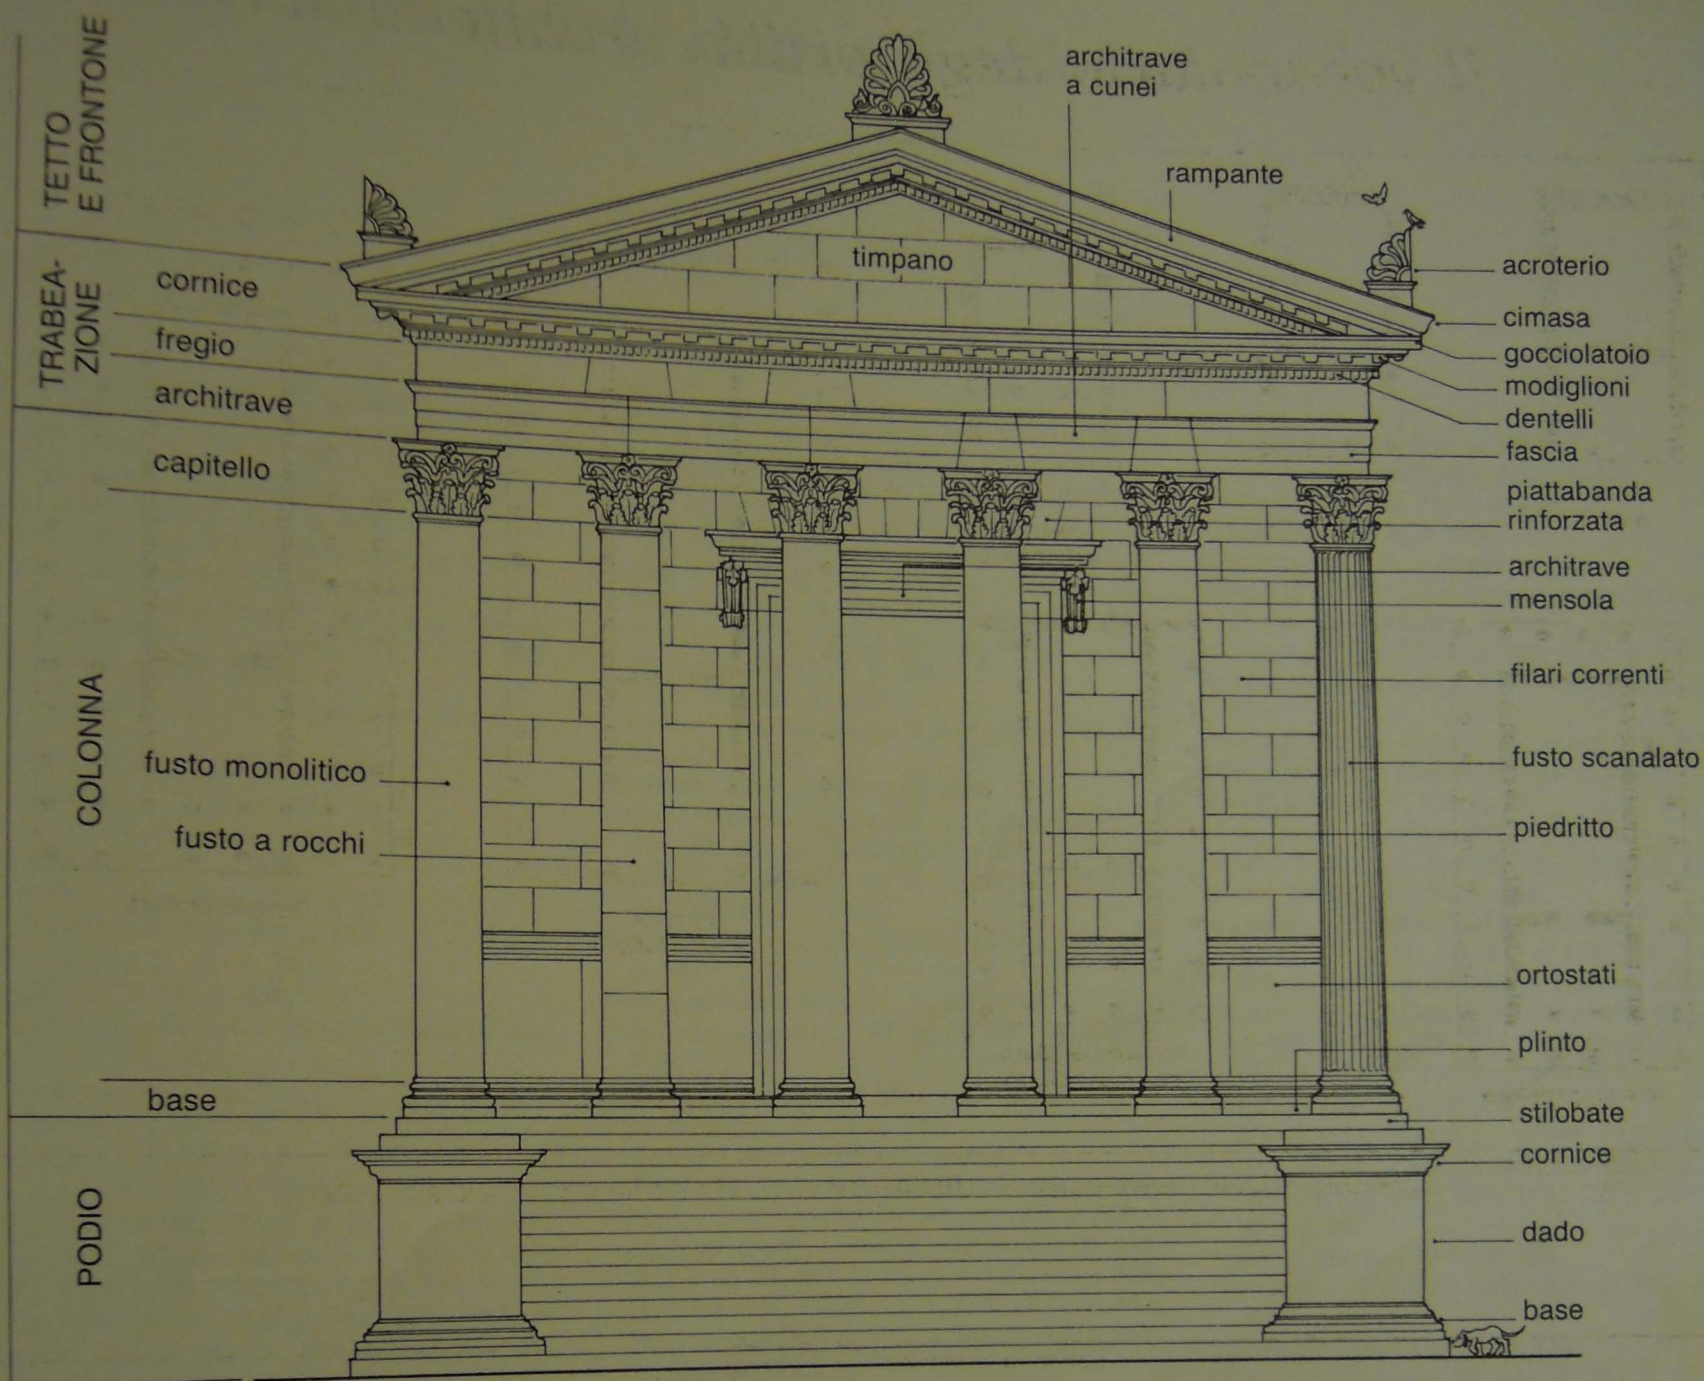 TETTO
E FRONTONE
TRABEA-
ZIONE
COLONNA
PODIO
cornice
fregio
architrave
capitello
fusto monolitico
fusto a rocchi
base
architrave
a cunei
rampante
timpano
acroterio
cimasa
gocciolatoio
modiglioni
dentelli
fascia
piattabanda
rinforzata
architrave
mensola
filari correnti
fusto scanalato
piedritto
ortostati
plinto
stilobate
cornice
dado
base